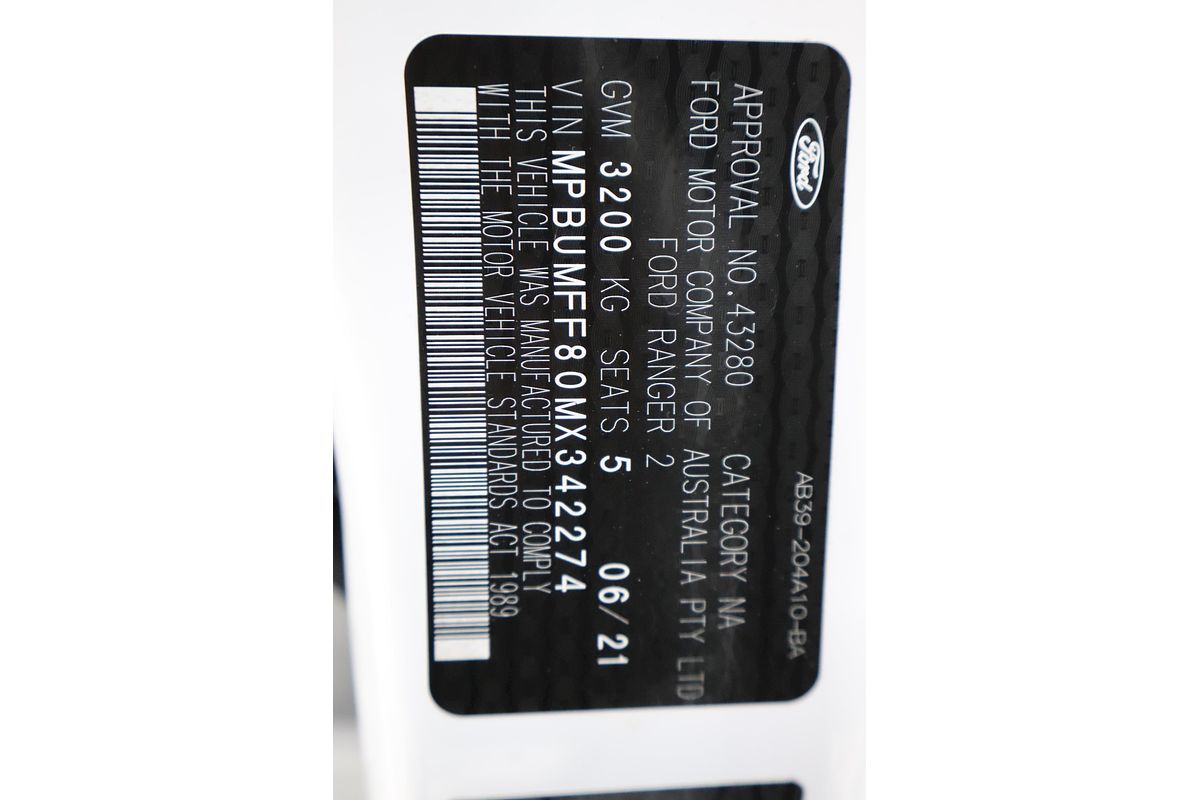 Ford
AB39-204A10-BA
APPROVAL NO.43280 CATEGORY NA
FORD MOTOR COMPANY OF AUSTRALIA PTY LTD
FORD RANGER 2
GVM 3200 KG SEATS 5 06/21
VIN MPBUMFF80MX342274
THIS VEHICLE WAS MANUFACTURED TO COMPLY
WITH THE MOTOR VEHICLE STANDARDS ACT 1989